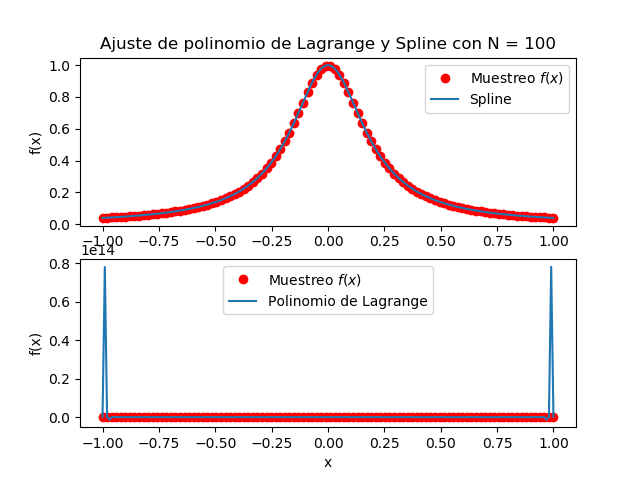 Ajuste de polinomio de Lagrange y Spline con N = 100
1.0
0.8
0.6
0.4
0.2
0.0
f(x)
Muestreo f(x)
Spline
−1.00 −0.75 −0.50 −0.25 0.00 0.25 0.50 0.75 1.00
1e14
0.8
0.6
0.4
0.2
0.0
f(x)
Muestreo f(x)
Polinomio de Lagrange
−1.00 −0.75 −0.50 −0.25 0.00 0.25 0.50 0.75 1.00
x